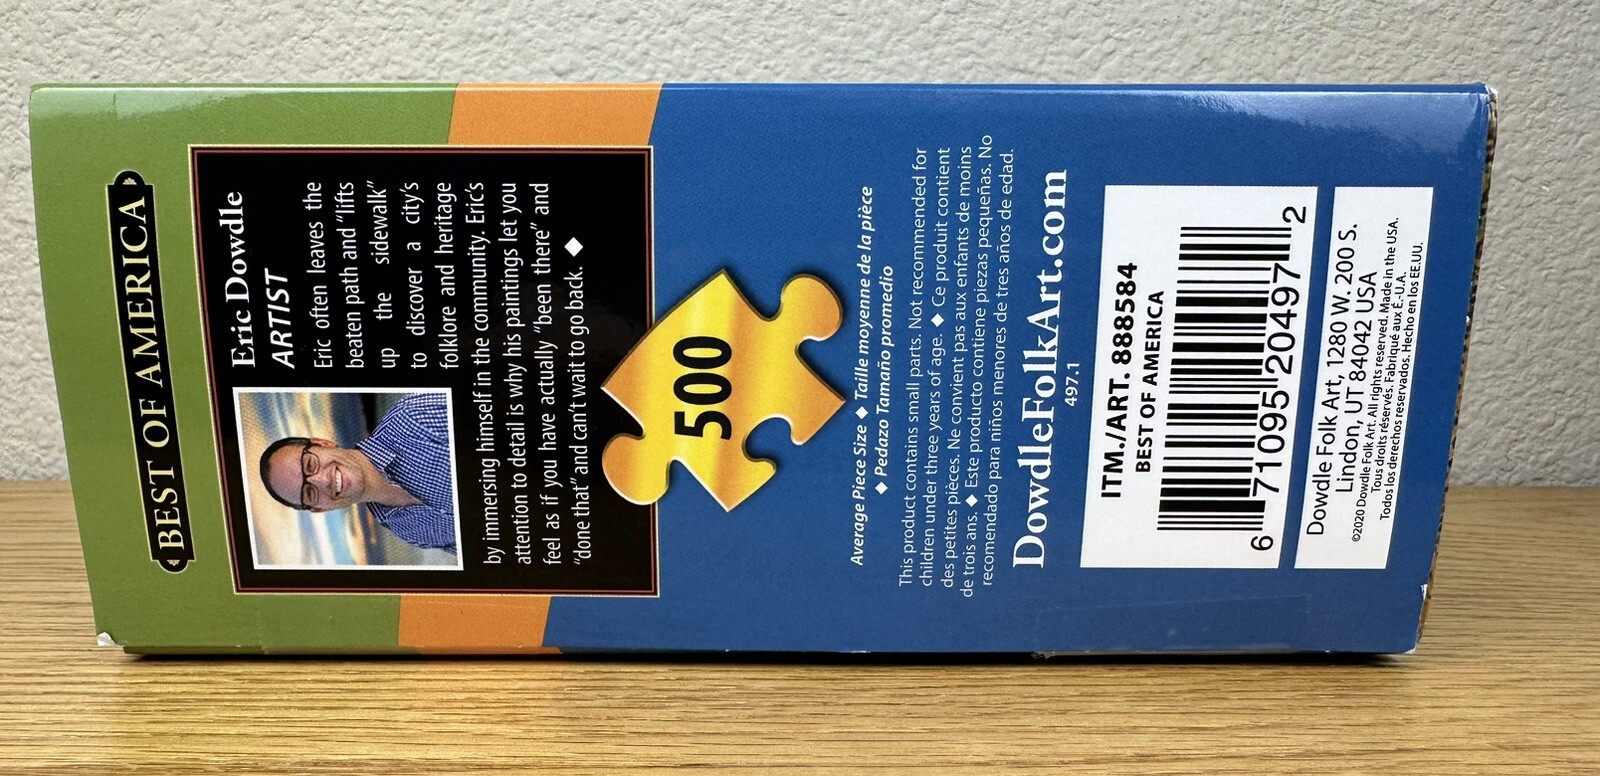 BEST OF AMERICA
Eric Dowdle
ARTIST
Eric often leaves the
beaten path and "lifts
up the sidewalk"
to discover a city's
folklore and heritage
by immersing himself in the community. Eric's
attention to detail is why his paintings let you
feel as if you have actually "been there" and
"done that" and can't wait to go back. ◆
500
Average Piece Size ◆ Taille moyenne de la pièce
◆ Pedazo Tamaño promedio
This product contains small parts. Not recommended for
children under three years of age. ◆ Ce produit contient
des petites pièces. Ne convient pas aux enfants de moins
de trois ans. ◆ Este producto contiene piezas pequeñas. No
recomendado para niños menores de tres años de edad.
DowdleFolkArt.com
497.1
ITM./ART. 888584
BEST OF AMERICA
6 71095 20497 2
Dowdle Folk Art, 1280 W. 200 S.
Lindon, UT 84042 USA
©2020 Dowdle Folk Art. All rights reserved. Made in the USA.
Tous droits réservés. Fabriqué aux É.-U.A.
Todos los derechos reservados. Hecho en los EE.UU.